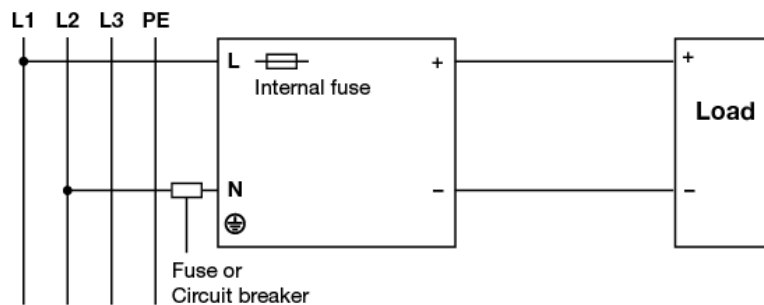 L1 L2 L3 PE
L + +
Internal fuse
Load
N − −
Fuse or
Circuit breaker